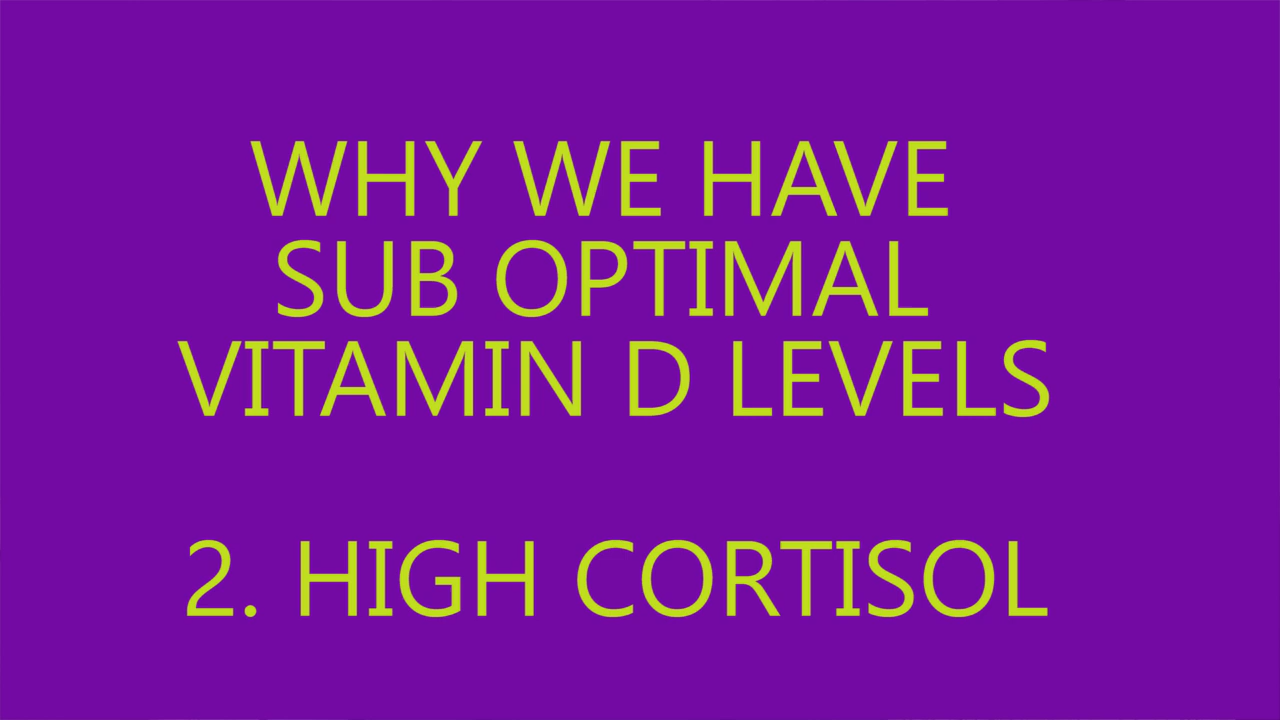 WHY WE HAVE
SUB OPTIMAL
VITAMIN D LEVELS
2. HIGH CORTISOL